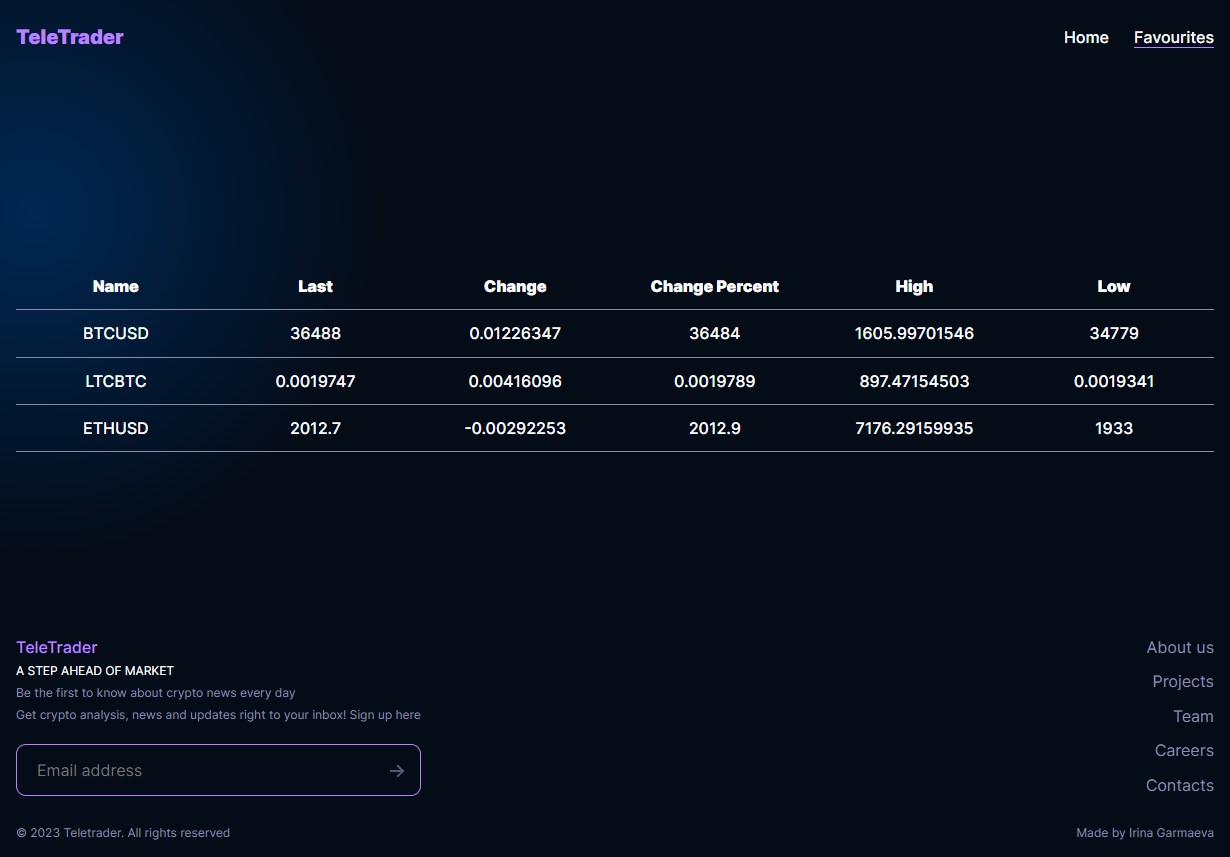 TeleTrader
Home Favourites
Name Last Change Change Percent High Low
BTCUSD 36488 0.01226347 36484 1605.99701546 34779
LTCBTC 0.0019747 0.00416096 0.0019789 897.47154503 0.0019341
ETHUSD 2012.7 -0.00292253 2012.9 7176.29159935 1933
TeleTrader
A STEP AHEAD OF MARKET
Be the first to know about crypto news every day
Get crypto analysis, news and updates right to your inbox! Sign up here
Email address
About us
Projects
Team
Careers
Contacts
© 2023 Teletrader. All rights reserved
Made by Irina Garmaeva